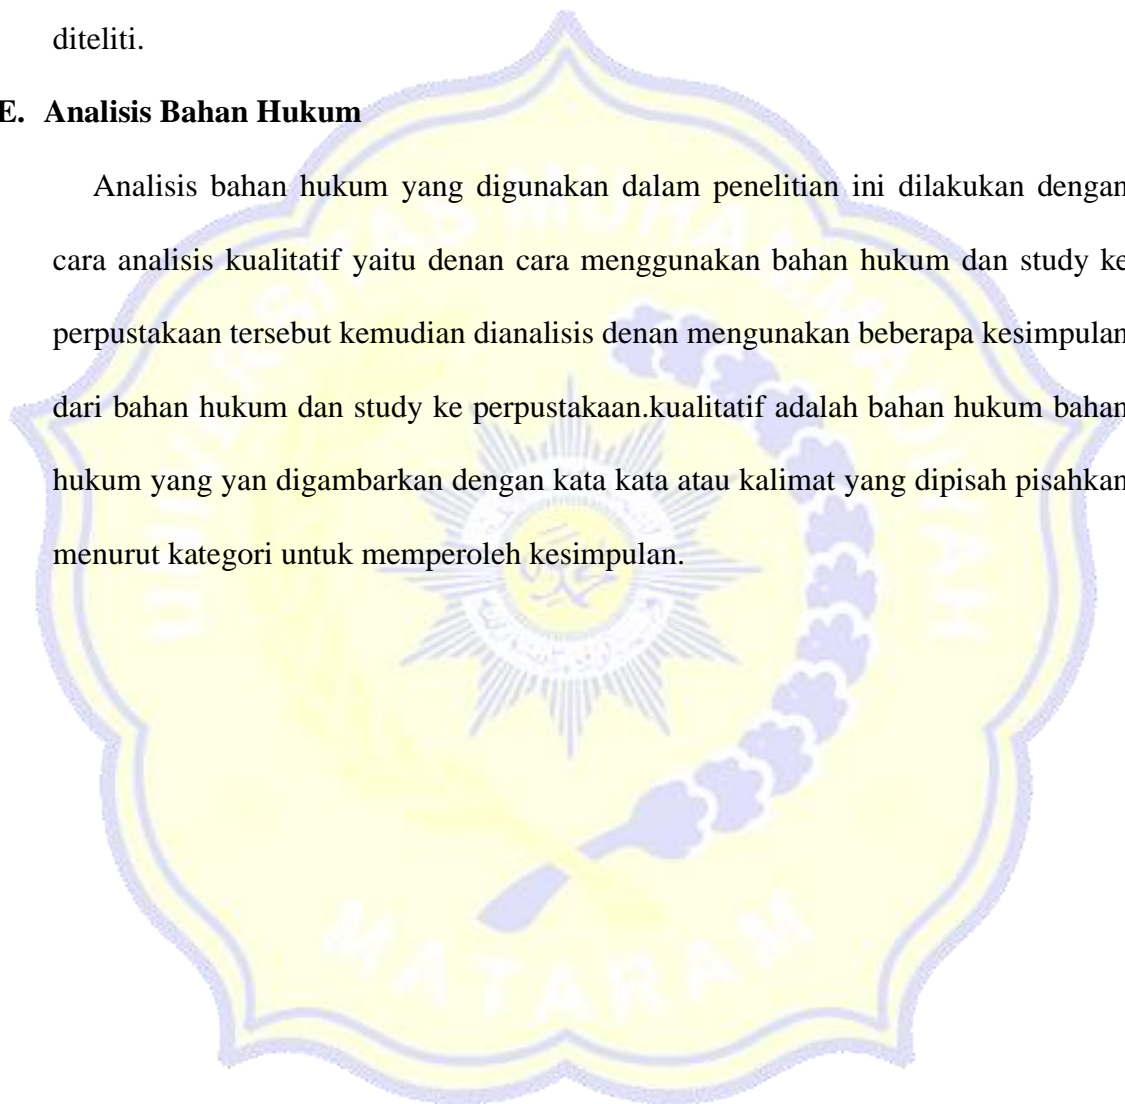 diteliti.
E. Analisis Bahan Hukum
Analisis bahan hukum yang digunakan dalam penelitian ini dilakukan dengan
cara analisis kualitatif yaitu denan cara menggunakan bahan hukum dan study ke
perpustakaan tersebut kemudian dianalisis denan mengunakan beberapa kesimpulan
dari bahan hukum dan study ke perpustakaan.kualitatif adalah bahan hukum bahan
hukum yang yan digambarkan dengan kata kata atau kalimat yang dipisah pisahkan
menurut kategori untuk memperoleh kesimpulan.
UNIVERSITAS MUHAMMADIYAH
MATARAM